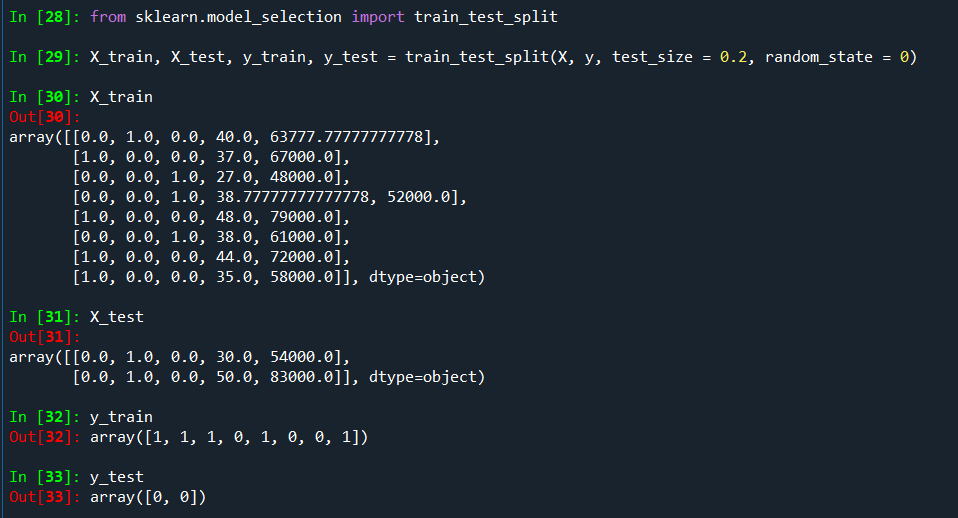 In [28]: from sklearn.model_selection import train_test_split
In [29]: X_train, X_test, y_train, y_test = train_test_split(X, y, test_size = 0.2, random_state = 0)
In [30]: X_train
Out[30]:
array([[0.0, 1.0, 0.0, 40.0, 63777.77777777778],
[1.0, 0.0, 0.0, 37.0, 67000.0],
[0.0, 0.0, 1.0, 27.0, 48000.0],
[0.0, 0.0, 1.0, 38.77777777777778, 52000.0],
[1.0, 0.0, 0.0, 48.0, 79000.0],
[0.0, 0.0, 1.0, 38.0, 61000.0],
[1.0, 0.0, 0.0, 44.0, 72000.0],
[1.0, 0.0, 0.0, 35.0, 58000.0]], dtype=object)
In [31]: X_test
Out[31]:
array([[0.0, 1.0, 0.0, 30.0, 54000.0],
[0.0, 1.0, 0.0, 50.0, 83000.0]], dtype=object)
In [32]: y_train
Out[32]: array([1, 1, 1, 0, 1, 0, 0, 1])
In [33]: y_test
Out[33]: array([0, 0])